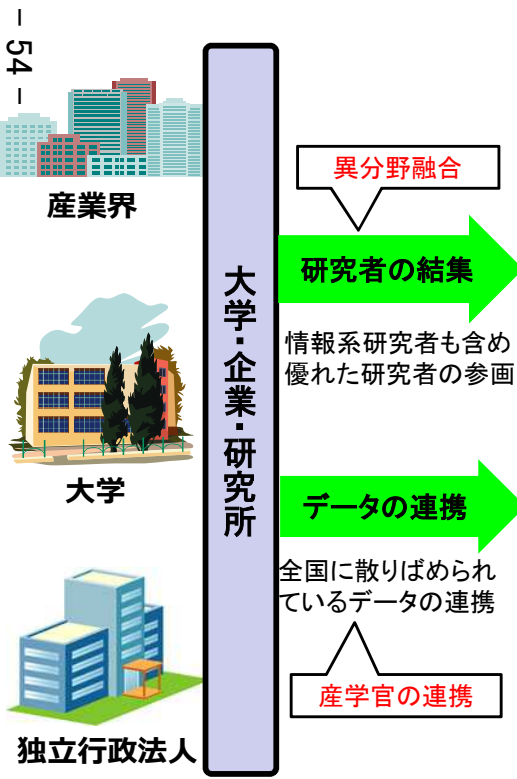 - 54 -
産業界
大学
独立行政法人
大学・企業・研究所
異分野融合
研究者の結集
情報系研究者も含め
優れた研究者の参画
データの連携
全国に散りばめられ
ているデータの連携
産学官の連携